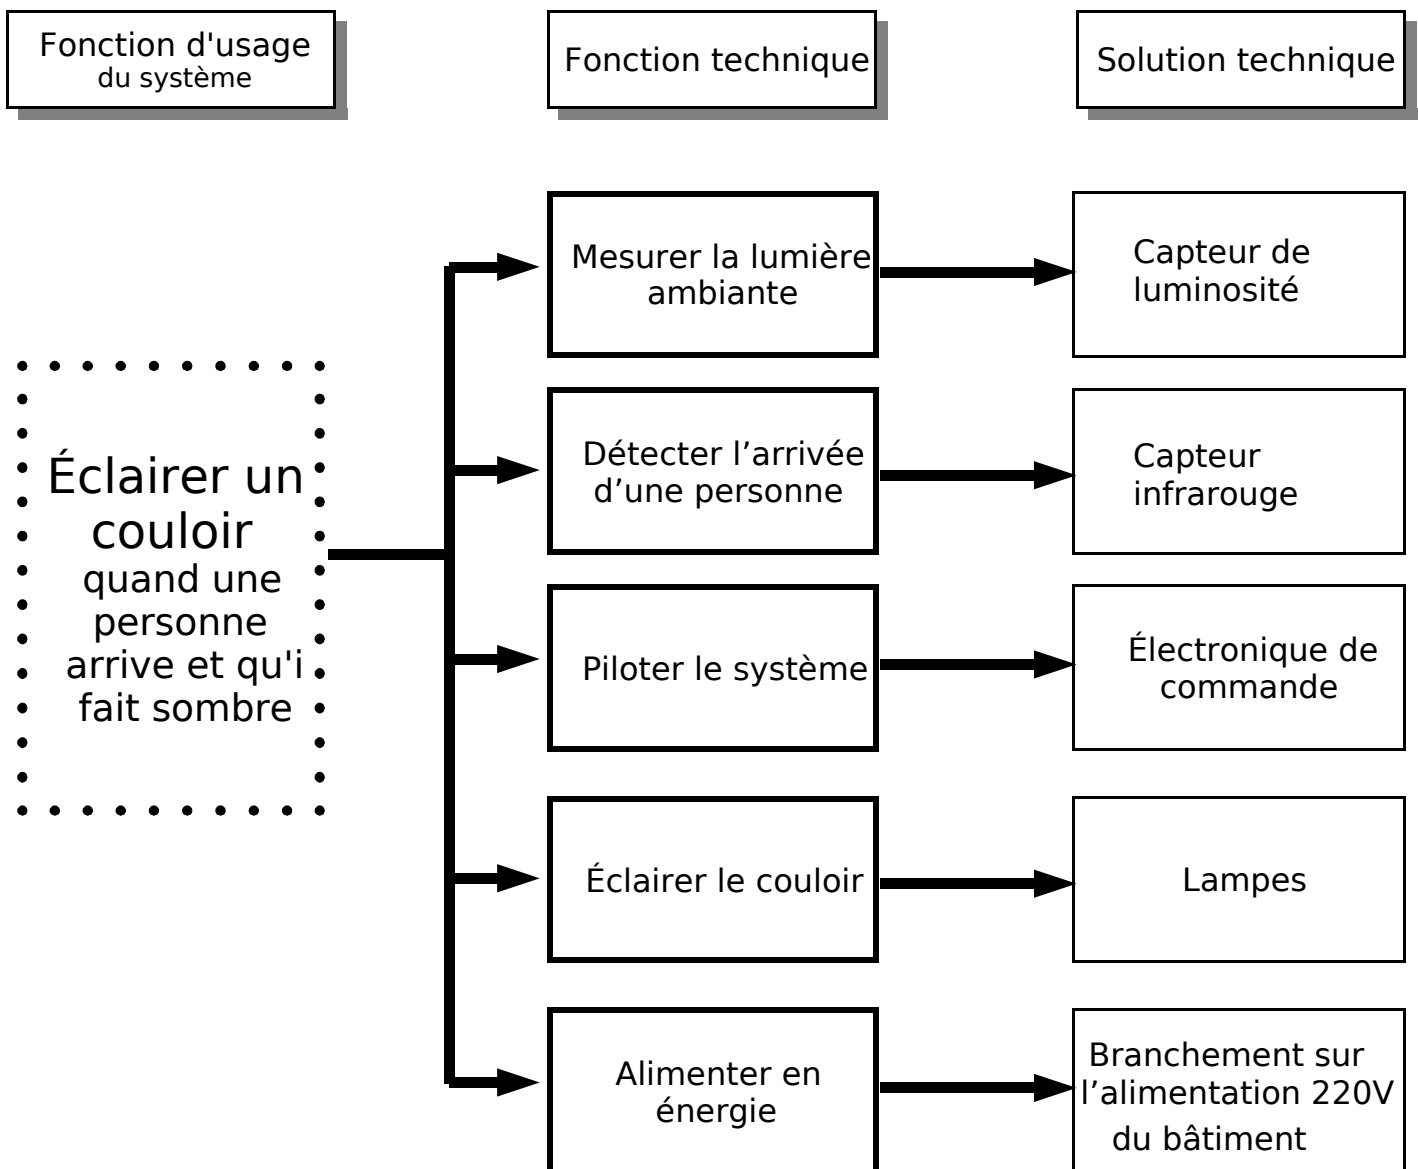 Fonction d'usage
du système
Fonction technique
Solution technique
Éclairer un
couloir
quand une
personne
arrive et qu'i
fait sombre
Mesurer la lumière
ambiante
Capteur de
luminosité
Détecter l’arrivée
d’une personne
Capteur
infrarouge
Piloter le système
Électronique de
commande
Éclairer le couloir
Lampes
Alimenter en
énergie
Branchement sur
l’alimentation 220V
du bâtiment